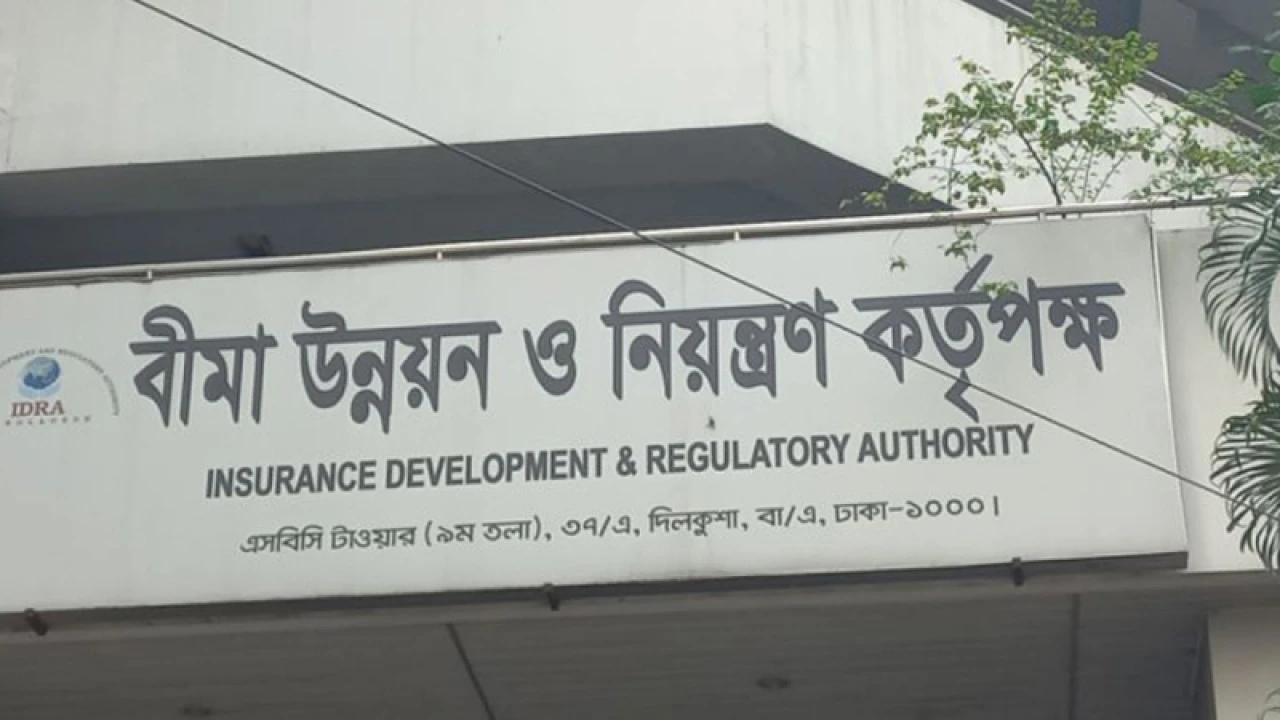 বীমা উন্নয়ন ও নিয়ন্ত্রণ কর্তৃপক্ষ
IDRA
INSURANCE DEVELOPMENT & REGULATORY AUTHORITY
এসবিসি টাওয়ার (৯ম তলা), ৩৭/এ, দিলকুশা, বা/এ, ঢাকা-১০০০।